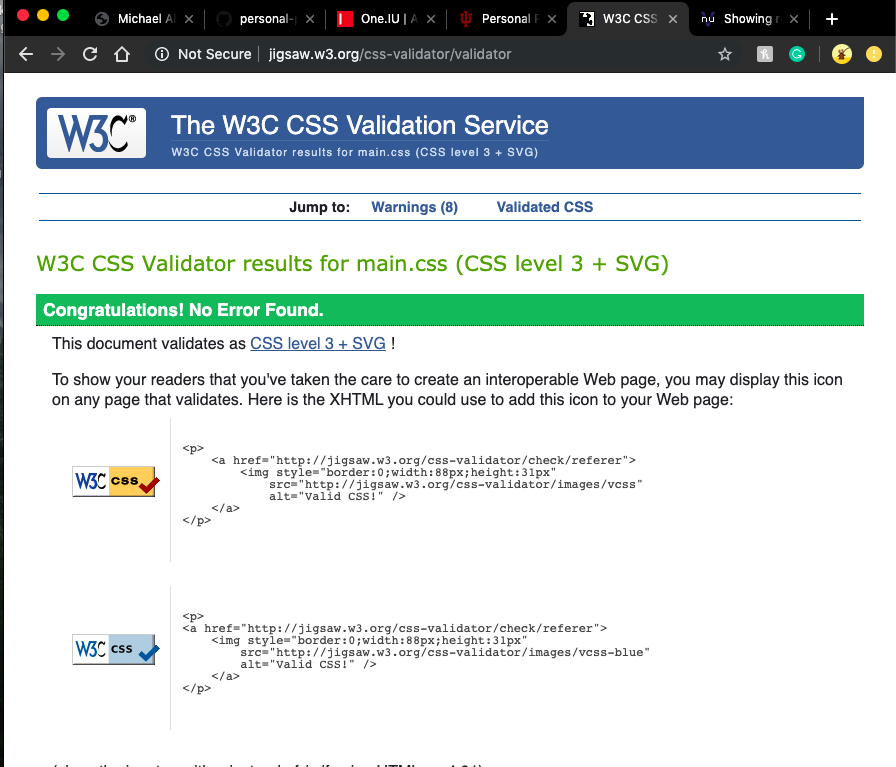 Michael Al
personal-
One.IU | A
Personal
W3C CSS
Showing
Not Secure
jigsaw.w3.org/css-validator/validator
W3C®
The W3C CSS Validation Service
W3C CSS Validator results for main.css (CSS level 3 + SVG)
Jump to: Warnings (8) Validated CSS
W3C CSS Validator results for main.css (CSS level 3 + SVG)
Congratulations! No Error Found.
This document validates as CSS level 3 + SVG !
To show your readers that you've taken the care to create an interoperable Web page, you may display this icon
on any page that validates. Here is the XHTML you could use to add this icon to your Web page:
W3C css
<p>
<a href="http://jigsaw.w3.org/css-validator/check/referer">
<img style="border:0;width:88px;height:31px"
src="http://jigsaw.w3.org/css-validator/images/vcss"
alt="Valid CSS!" />
</a>
</p>
W3C css
<p>
<a href="http://jigsaw.w3.org/css-validator/check/referer">
<img style="border:0;width:88px;height:31px"
src="http://jigsaw.w3.org/css-validator/images/vcss-blue"
alt="Valid CSS!" />
</a>
</p>